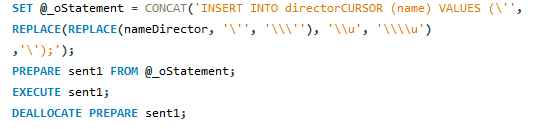 SET @_oStatement = CONCAT('INSERT INTO directorCURSOR (name) VALUES (\'',
REPLACE(REPLACE(nameDirector, '\'', '\\\''), '\\u', '\\\\u')
,'\');');
PREPARE sent1 FROM @_oStatement;
EXECUTE sent1;
DEALLOCATE PREPARE sent1;